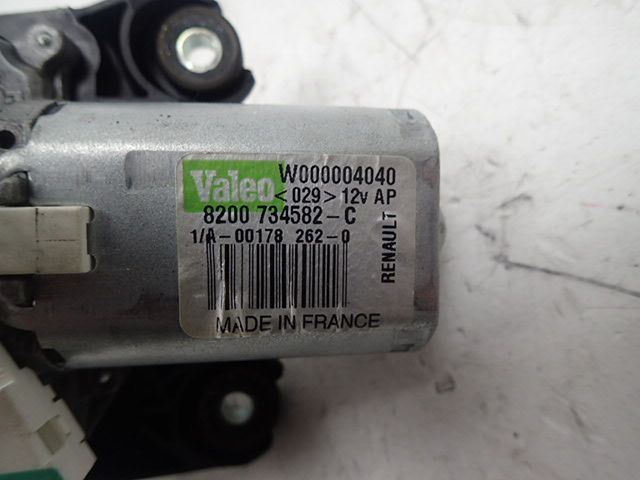 Valeo W000004040
<029> 12v AP
8200 734582-C
1/A-00178 262-0
RENAULT
MADE IN FRANCE